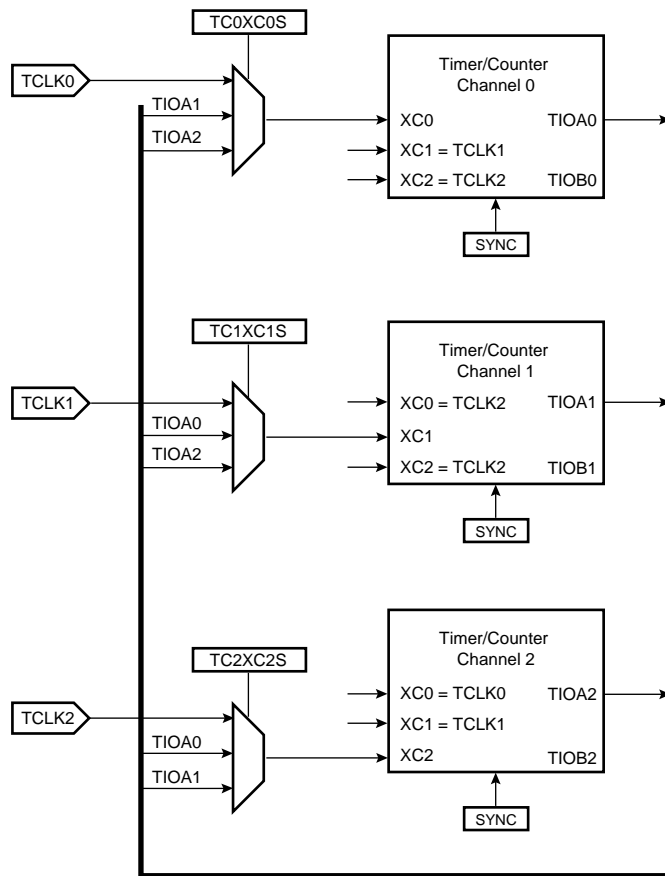 TC0XC0S
TCLK0
TIOA1
TIOA2
Timer/Counter
Channel 0
XC0
TIOA0
XC1 = TCLK1
XC2 = TCLK2
TIOB0
SYNC
TC1XC1S
TCLK1
TIOA0
TIOA2
Timer/Counter
Channel 1
XC0 = TCLK2
TIOA1
XC1
XC2 = TCLK2
TIOB1
SYNC
TC2XC2S
TCLK2
TIOA0
TIOA1
Timer/Counter
Channel 2
XC0 = TCLK0
TIOA2
XC1 = TCLK1
XC2
TIOB2
SYNC